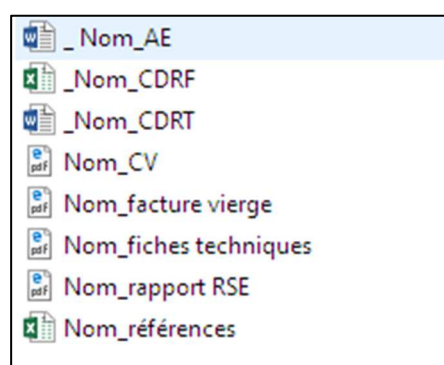 _ Nom_AE
_Nom_CDRF
_Nom_CDRT
Nom_CV
Nom_facture vierge
Nom_fiches techniques
Nom_rapport RSE
Nom_références